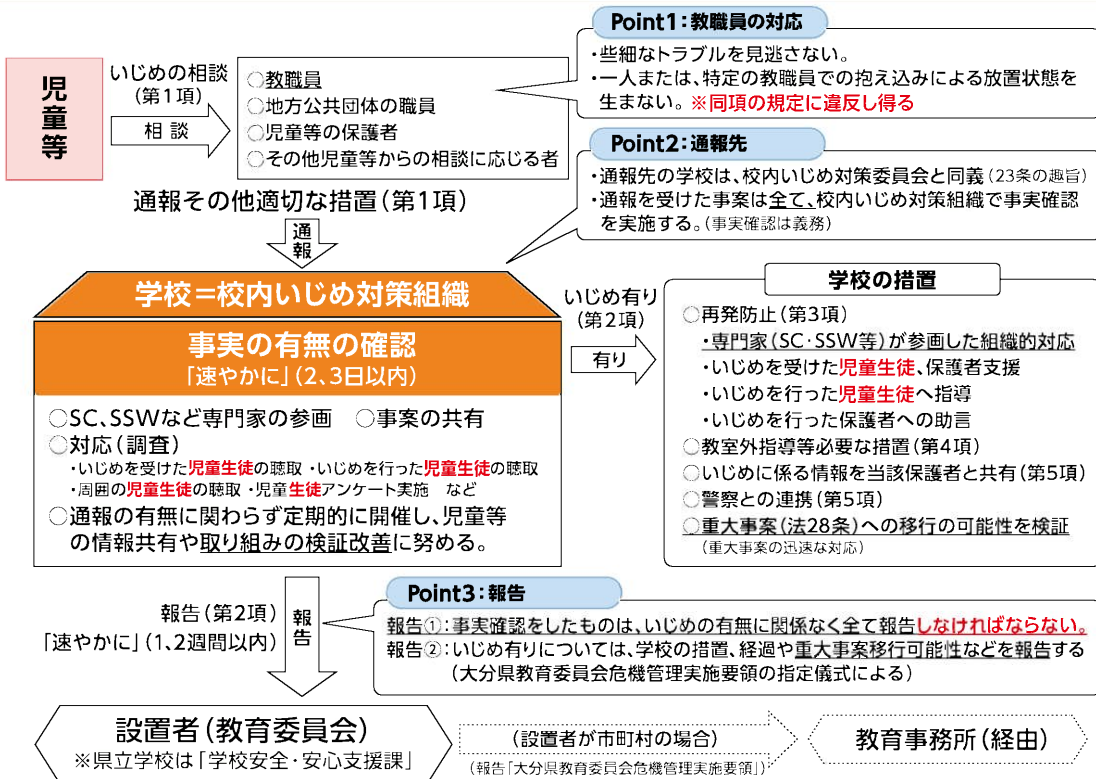 児童等
いじめの相談
(第1項)
相談
○教職員
○地方公共団体の職員
○児童等の保護者
○その他児童等からの相談に応じる者
Point1:教職員の対応
・些細なトラブルを見逃さない。
・一人または、特定の教職員での抱え込みによる放置状態を
生まない。※同項の規定に違反し得る
通報その他適切な措置(第1項)
通報
Point2:通報先
・通報先の学校は、校内いじめ対策委員会と同義(23条の趣旨)
・通報を受けた事案は全て、校内いじめ対策組織で事実確認
を実施する。(事実確認は義務)
学校=校内いじめ対策組織
事実の有無の確認
「速やかに」(2、3日以内)
○SC、SSWなど専門家の参画 ○事案の共有
○対応(調査)
・いじめを受けた児童生徒の聴取 ・いじめを行った児童生徒の聴取
・周囲の児童生徒の聴取 ・児童生徒アンケート実施 など
○通報の有無に関わらず定期的に開催し、児童等
の情報共有や取り組みの検証改善に努める。
いじめ有り
(第2項)
有り
学校の措置
○再発防止(第3項)
・専門家(SC・SSW等)が参画した組織的対応
・いじめを受けた児童生徒、保護者支援
・いじめを行った児童生徒へ指導
・いじめを行った保護者への助言
○教室外指導等必要な措置(第4項)
○いじめに係る情報を当該保護者と共有(第5項)
○警察との連携(第5項)
○重大事案(法28条)への移行の可能性を検証
(重大事案の迅速な対応)
報告(第2項)
「速やかに」(1、2週間以内)
報告
Point3:報告
報告①:事実確認をしたものは、いじめの有無に関係なく全て報告しなければならない。
報告②:いじめ有りについては、学校の措置、経過や重大事案移行可能性などを報告する
(大分県教育委員会危機管理実施要領の指定儀式による)
設置者(教育委員会)
※県立学校は「学校安全・安心支援課」
(設置者が市町村の場合)
(報告「大分県教育委員会危機管理実施要領」)
教育事務所(経由)